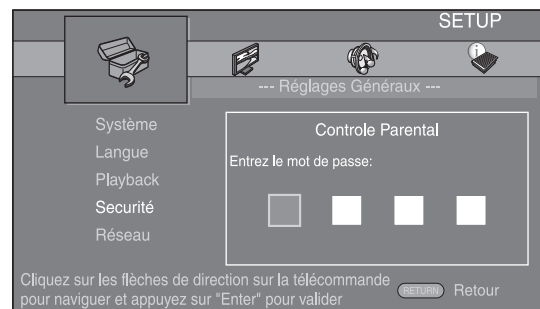 SETUP
--- Réglages Généraux ---
Système
Langue
Playback
Securité
Réseau
Controle Parental
Entrez le mot de passe:
Cliquez sur les flèches de direction sur la télécommande
pour naviguer et appuyez sur "Enter" pour valider
RETURN Retour